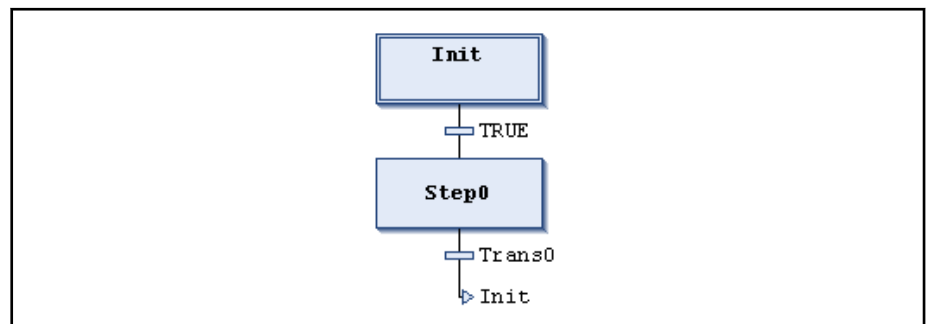 Init
TRUE
Step0
Trans0
Init